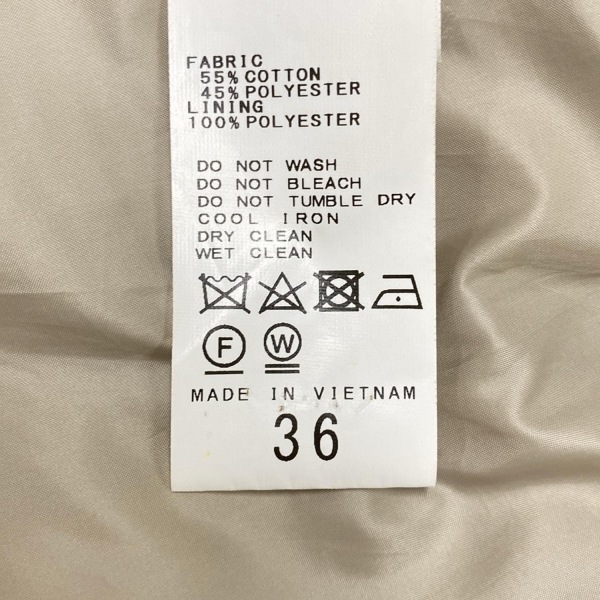 FABRIC
55% COTTON
45% POLYESTER
LINING
100% POLYESTER
DO NOT WASH
DO NOT BLEACH
DO NOT TUMBLE DRY
COOL IRON
DRY CLEAN
WET CLEAN
F W
MADE IN VIETNAM
36